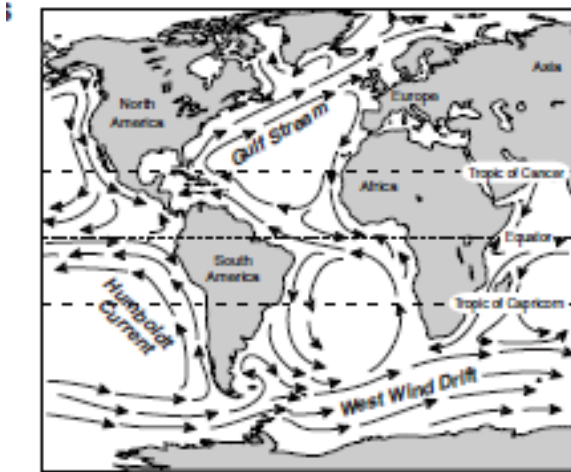 North
America
Gulf Stream
Europe
Axia
Tropic of Cancer
Africa
Equator
South
America
Humboldt
Current
Tropic of Capricorn
West Wind Drift